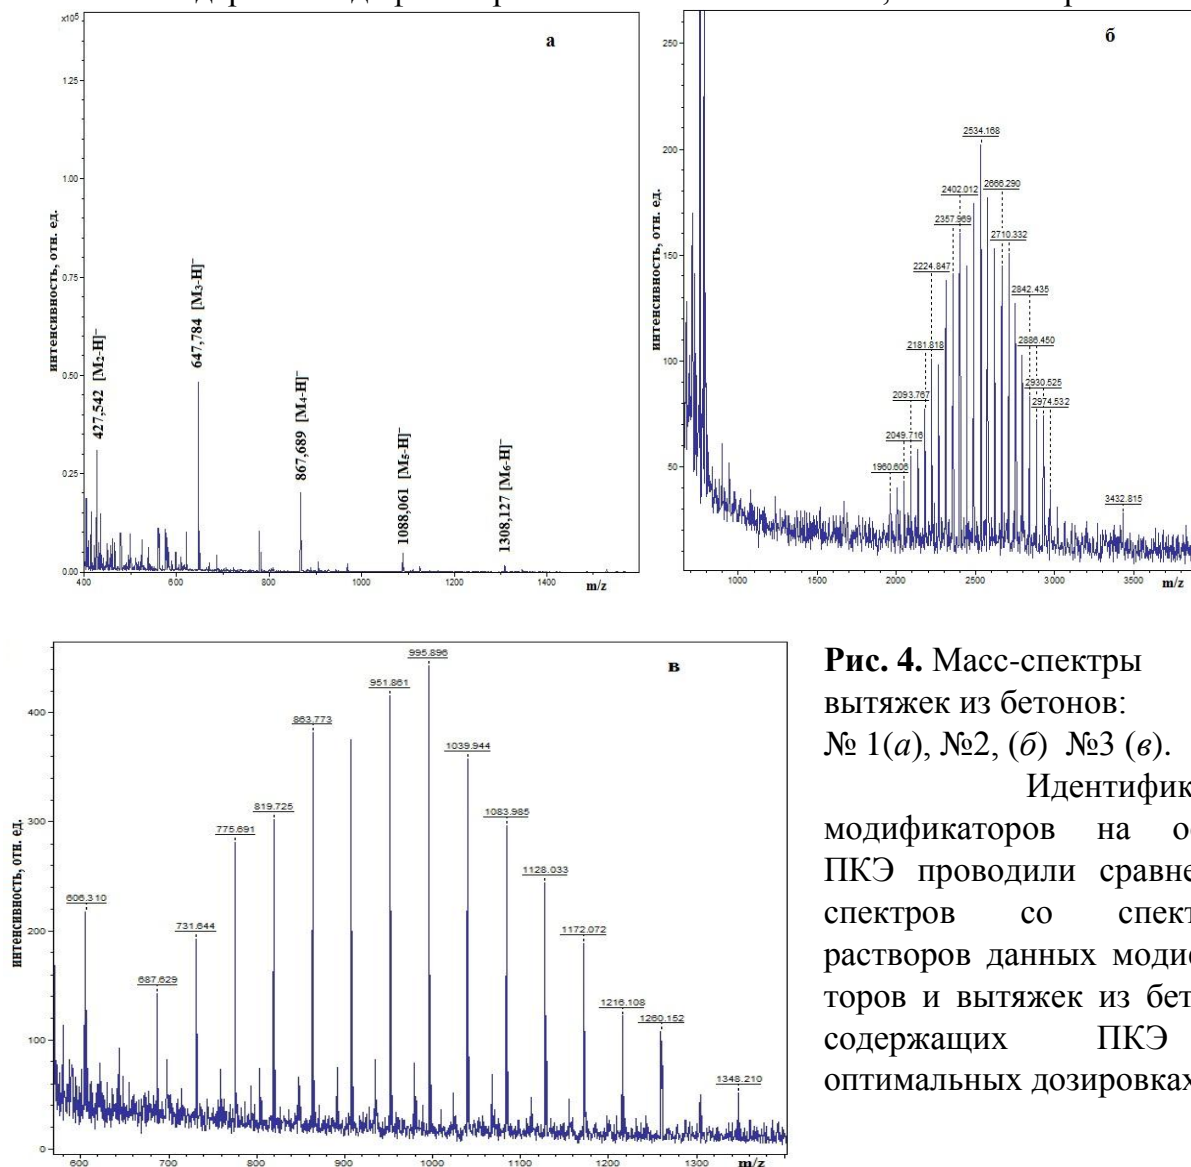 а
x10⁵
1.25
1.00
0.75
0.50
0.25
0.00
интенсивность, отн. ед.
427,542 [M₂-H]⁻
647,784 [M₃-H]⁻
867,689 [M₄-H]⁻
1088,061 [M₅-H]⁻
1308,127 [M₆-H]⁻
400 600 800 1000 1200 1400
m/z
б
250
200
150
100
50
интенсивность, отн. ед.
2534.168
2402.012
2666.290
2357.969
2710.332
2224.847
2842.435
2181.818
2886.450
2093.767
2930.525
2974.532
2049.716
1960.606
3432.815
1000 1500 2000 2500 3000 3500
m/z
в
400
300
200
100
0
интенсивность, отн. ед.
995.896
951.861
863.773
1039.944
819.725
1083.985
775.691
1128.033
606.310
731.644
1172.072
687.629
1216.108
1260.152
1348.210
600 700 800 900 1000 1100 1200 1300
m/z
Рис. 4. Масс-спектры
вытяжек из бетонов:
№ 1(а), №2, (б) №3 (в).
Идентифик
модификаторов на о
ПКЭ проводили сравне
спектров со спект
растворов данных модиф
торов и вытяжек из бет
содержащих ПКЭ
оптимальных дозировках